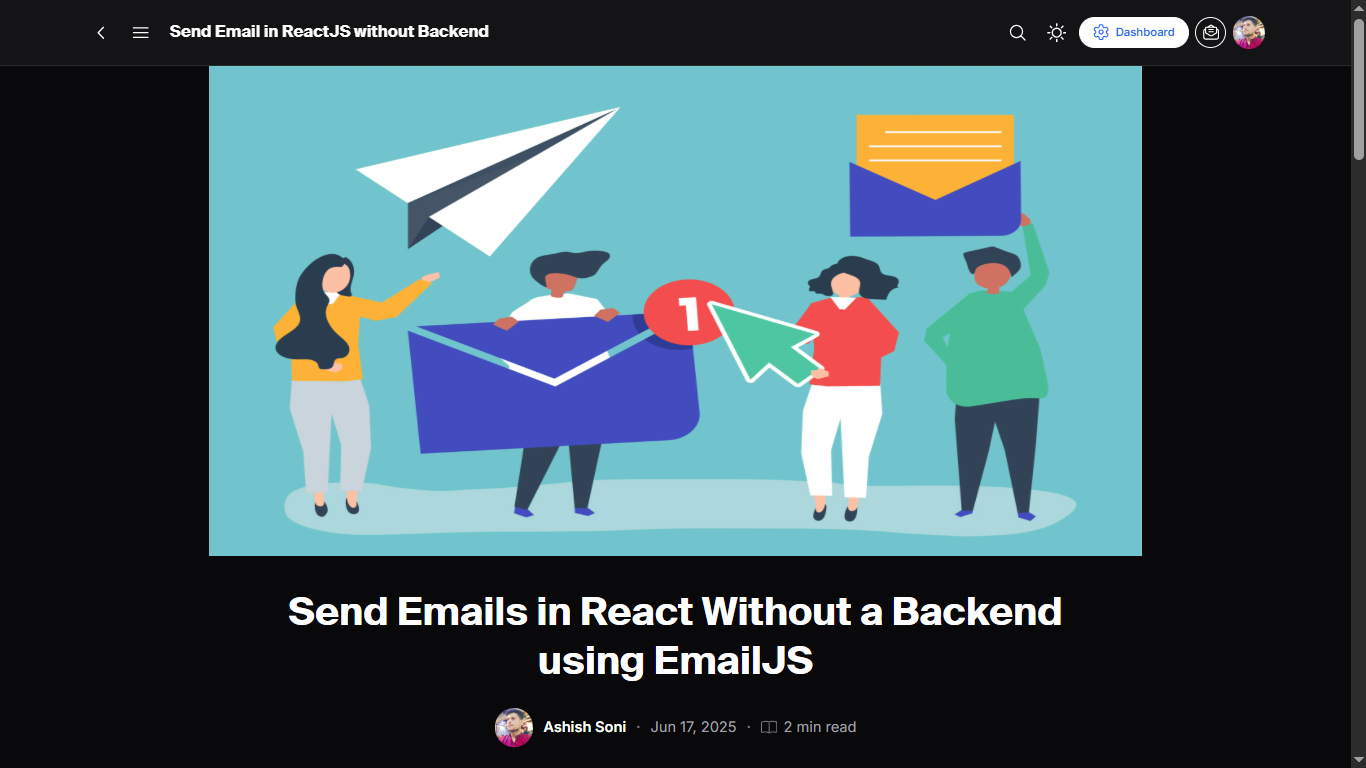 Send Email in ReactJS without Backend
Dashboard
1
Send Emails in React Without a Backend
using EmailJS
Ashish Soni · Jun 17, 2025 · 2 min read